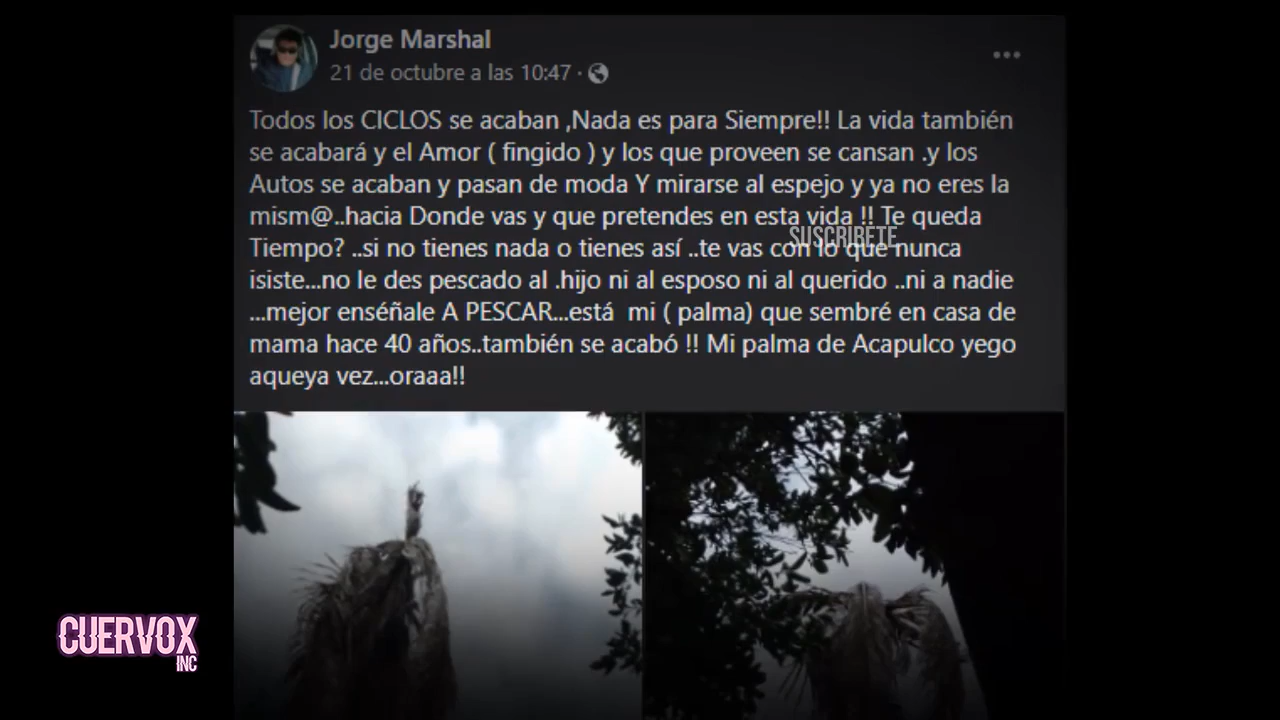 Jorge Marshal
21 de octubre a las 10:47 ·
Todos los CICLOS se acaban ,Nada es para Siempre!! La vida también
se acabará y el Amor ( fingido ) y los que proveen se cansan .y los
Autos se acaban y pasan de moda Y mirarse al espejo y ya no eres la
mism@..hacia Donde vas y que pretendes en esta vida !! Te queda
SUSCRIBETE
Tiempo? ..si no tienes nada o tienes así ..te vas con lo que nunca
isiste...no le des pescado al .hijo ni al esposo ni al querido ..ni a nadie
...mejor enséñale A PESCAR...está  mi ( palma) que sembré en casa de
mama hace 40 años..también se acabó !! Mi palma de Acapulco yego
aqueya vez...oraaa!!
CUERVOX
INC